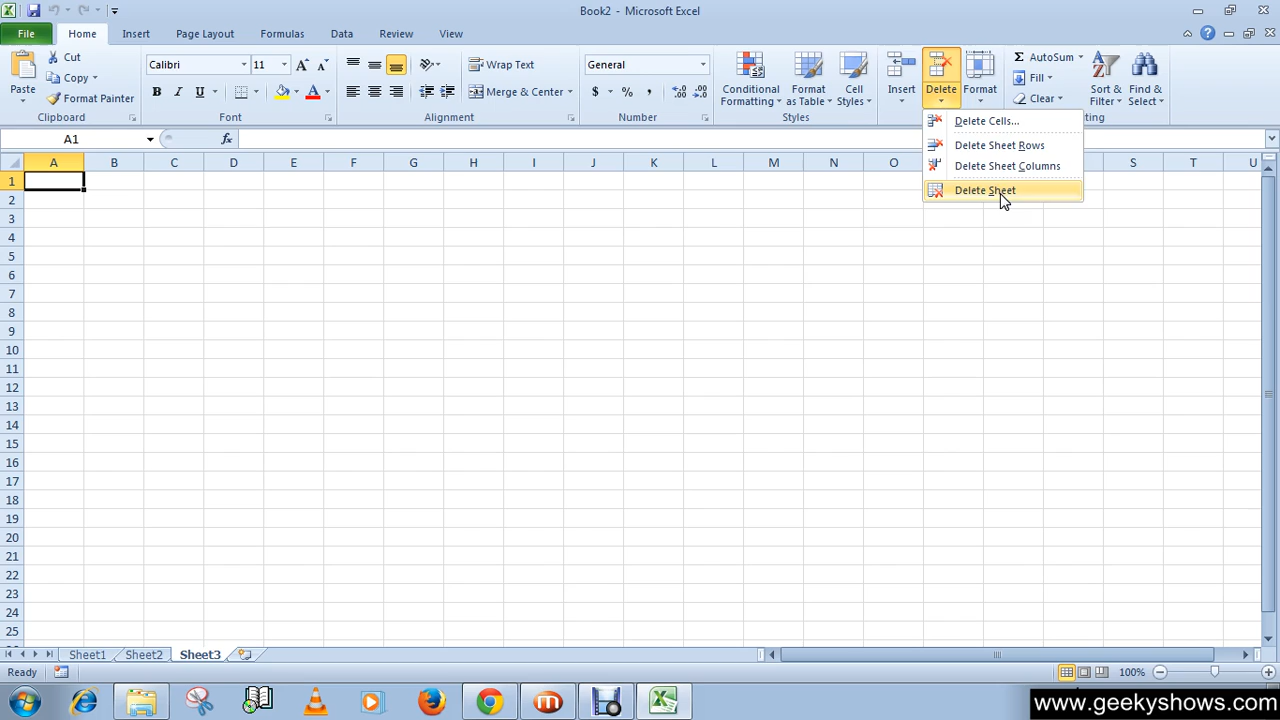 Book2 - Microsoft Excel
File Home Insert Page Layout Formulas Data Review View
Cut
Copy
Format Painter
Paste
Clipboard
Calibri 11
B I U
Font
Wrap Text
Merge & Center
Alignment
General
$ % ,
Number
Conditional Formatting
Format as Table
Cell Styles
Styles
Insert Delete Format
AutoSum
Fill
Clear
Sort & Filter
Find & Select
ting
Delete Cells...
Delete Sheet Rows
Delete Sheet Columns
Delete Sheet
A1 fx
A B C D E F G H I J K L M N O S T U
1
2
3
4
5
6
7
8
9
10
11
12
13
14
15
16
17
18
19
20
21
22
23
24
25
Sheet1 Sheet2 Sheet3
Ready 100%
www.geekyshows.com